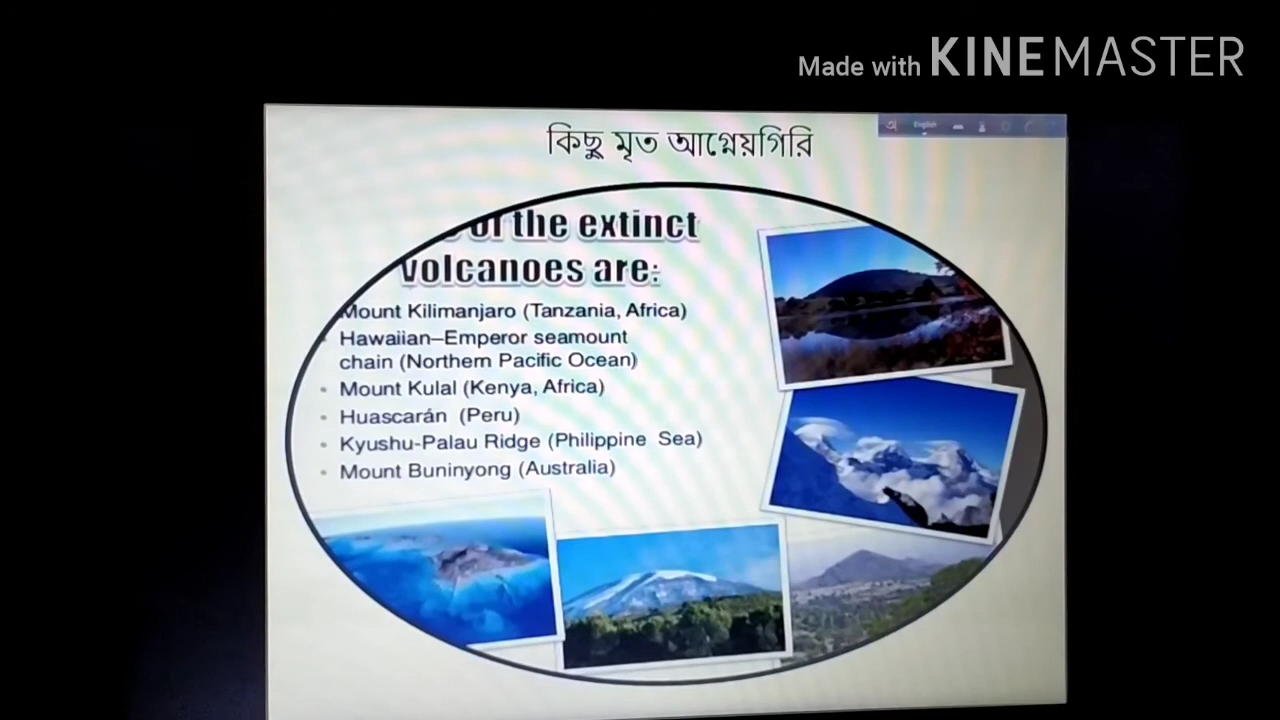 Made with KINEMASTER
কিছু মৃত আগ্নেয়গিরি
English
of the extinct
volcanoes are:
Mount Kilimanjaro (Tanzania, Africa)
Hawaiian–Emperor seamount
chain (Northern Pacific Ocean)
• Mount Kulal (Kenya, Africa)
• Huascarán (Peru)
• Kyushu-Palau Ridge (Philippine Sea)
• Mount Buninyong (Australia)